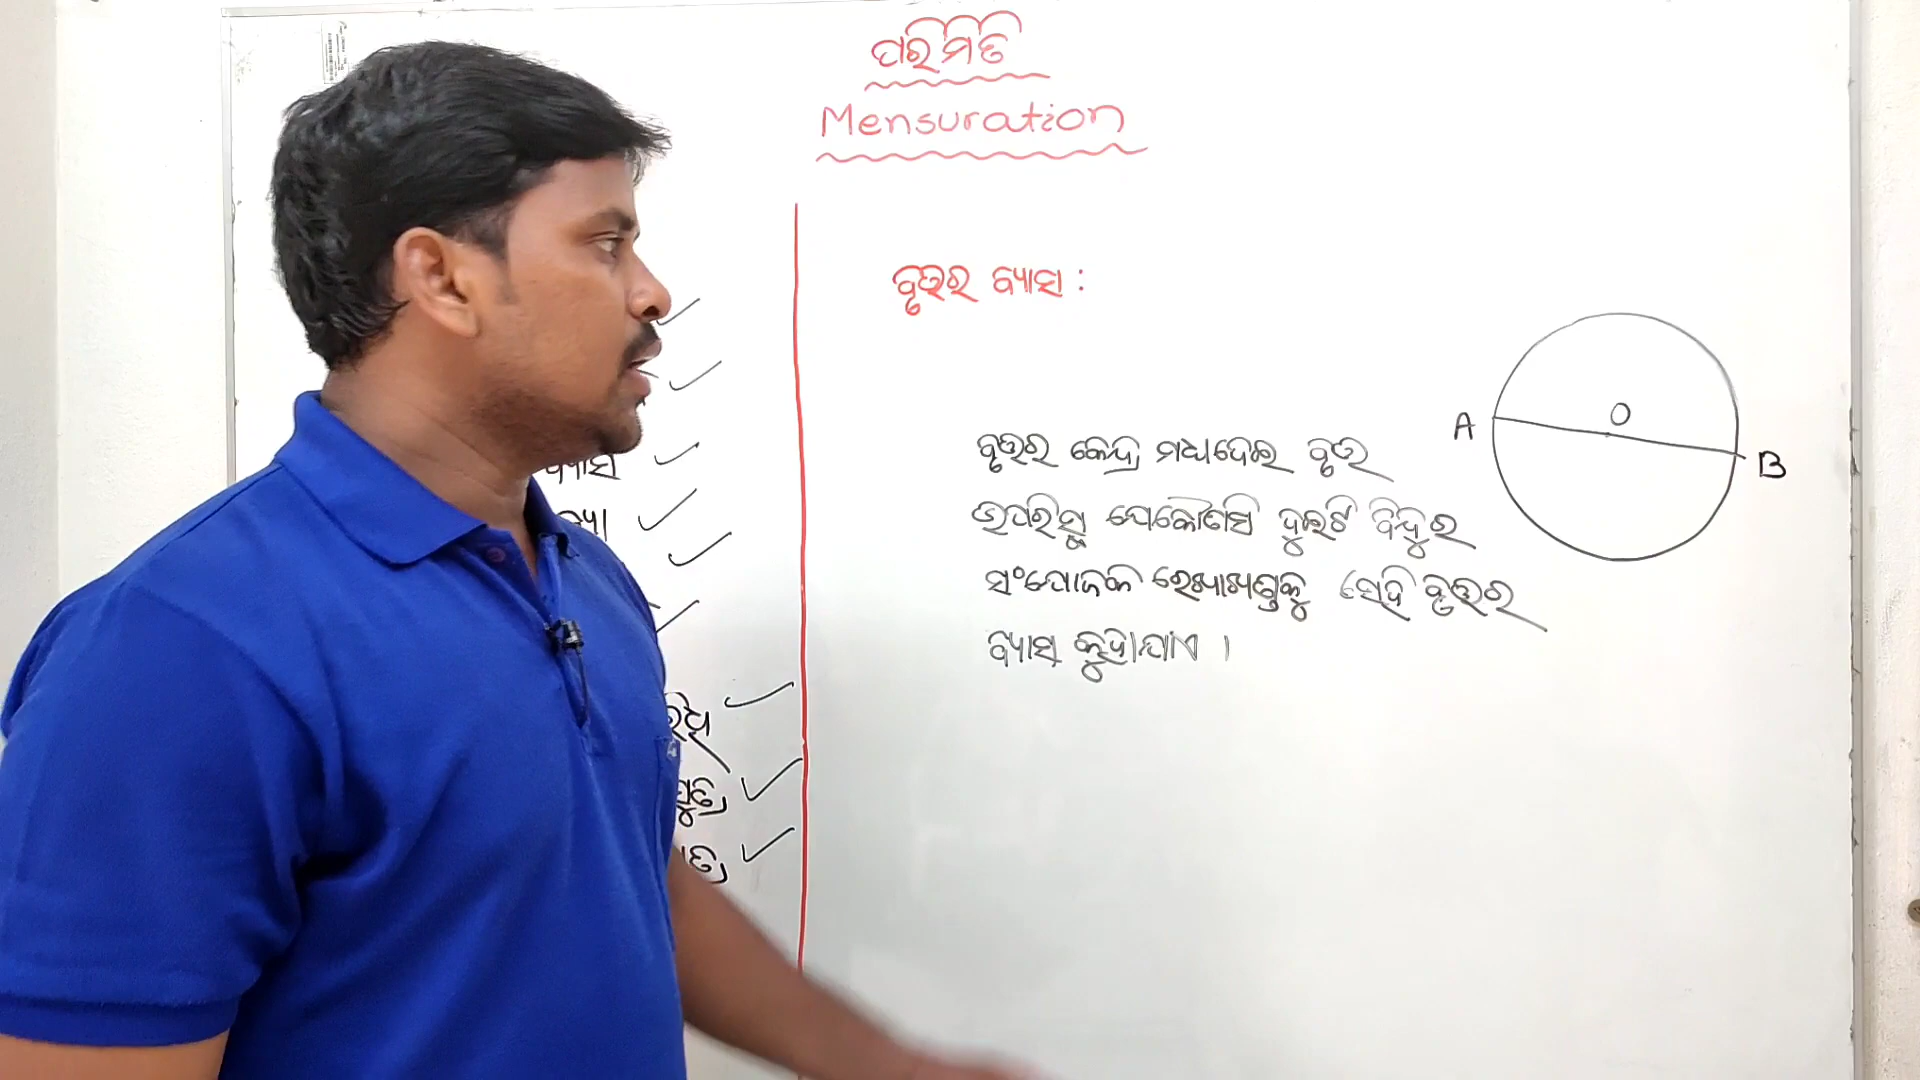 ପରିମିତି
Mensuration
ବୃତ୍ତର ବ୍ୟାସ :
ବ୍ୟାସ
ବୃତ୍ତର କେନ୍ଦ୍ର ମଧ୍ୟଦେଇ ବୃତ୍ତ
ଉପରିସ୍ଥ ଯେକୌଣସି ଦୁଇଟି ବିନ୍ଦୁର
ସଂଯୋଜକ ରେଖାଖଣ୍ଡକୁ ସେହି ବୃତ୍ତର
ବ୍ୟାସ କୁହାଯାଏ ।
A
O
B